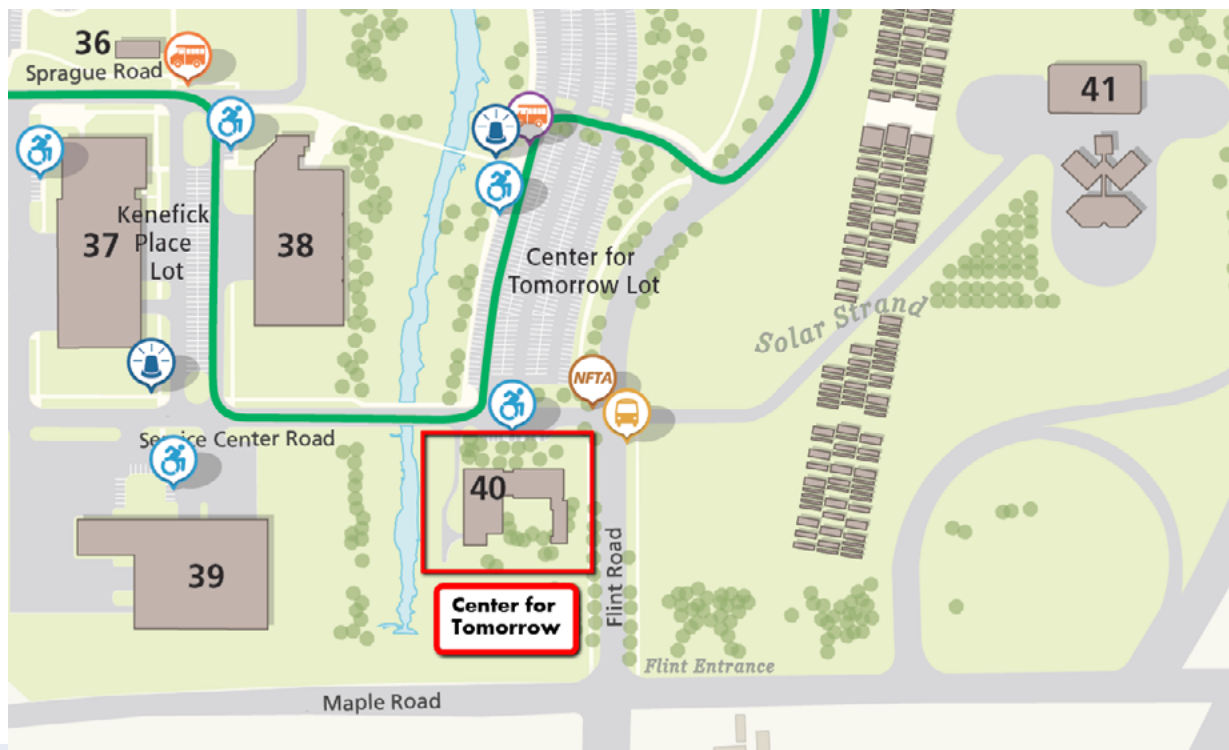 36
Sprague Road
41
Kenefick
Place
Lot
37
38
Center for
Tomorrow Lot
Solar Strand
NFTA
Service Center Road
40
39
Center for
Tomorrow
Flint Road
Flint Entrance
Maple Road